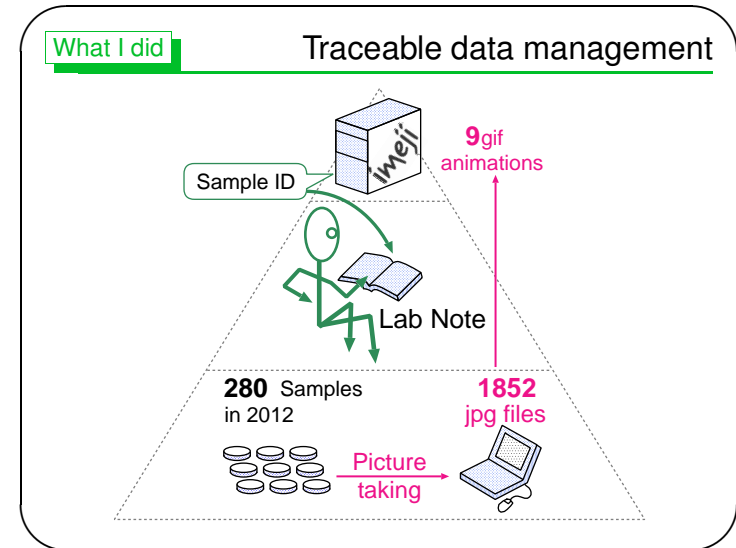 What I did
Traceable data management
imeji
9gif
animations
Sample ID
Lab Note
280 Samples
in 2012
1852
jpg files
Picture
taking